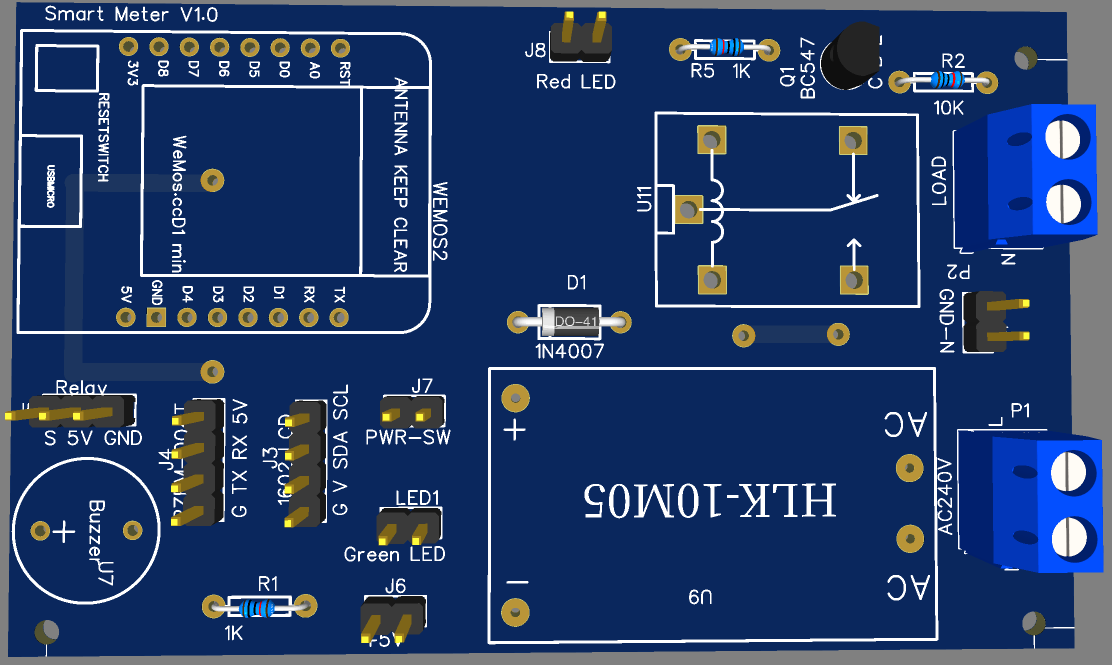 Smart Meter V1.0
3V3 D8 D7 D6 D5 D0 A0 RST
RESETSWITCH
USBMICRO
WeMos.ccD1 min
ANTENNA KEEP CLEAR
WEMOS2
5V GND D4 D3 D2 D1 RX TX
J8
Red LED
R5 1K
Q1
BC547
R2
10K
U11
LOAD
N
P2
GND-N
D1
DO-41
1N4007
Relay
S 5V GND
J4
G TX RX 5V
J3
G V SDA SCL
J7
PWR-SW
LED1
Green LED
Buzzer
U7
+
R1
1K
J6
+
HLK-10M05
AC
AC
−
U9
P1
L
AC240V